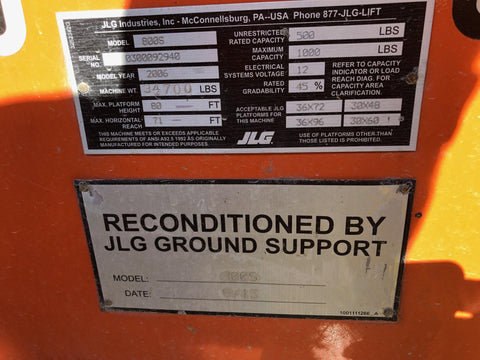 JLG Industries, Inc - McConnellsburg, PA--USA Phone 877-JLG-LIFT
MODEL 800S
SERIAL NO. 0300092940
MODEL YEAR 2006
MACHINE WT. 34700 LBS
MAX. PLATFORM HEIGHT 80 FT
MAX. HORIZONTAL REACH 71 FT
THIS MACHINE MEETS OR EXCEEDS APPLICABLE
REQUIREMENTS OF ANSI A92.5 1992 AS ORIGINALLY
MANUFACTURED FOR INTENDED PURPOSE.
UNRESTRICTED RATED CAPACITY 500 LBS
MAXIMUM CAPACITY 1000 LBS
ELECTRICAL SYSTEMS VOLTAGE 12
RATED GRADABILITY 45 %
REFER TO CAPACITY
INDICATOR OR LOAD
REACH DIAG. FOR
CAPACITY AREA
CLARIFICATION.
ACCEPTABLE JLG
PLATFORMS FOR
THIS MACHINE
36X72 30X48
36X96 30X60
JLG
USE OF PLATFORMS OTHER THAN
THOSE LISTED IS PROHIBITED.
RECONDITIONED BY
JLG GROUND SUPPORT
MODEL: 800S
DATE:
1001111266 A